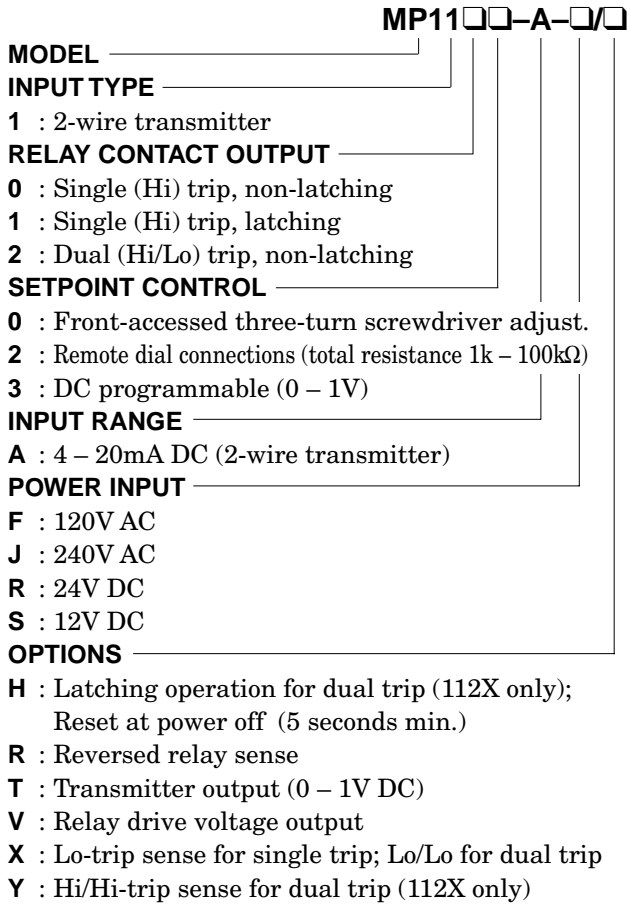 MP11❑❑–A–❑/❑
MODEL
INPUT TYPE
1 : 2-wire transmitter
RELAY CONTACT OUTPUT
0 : Single (Hi) trip, non-latching
1 : Single (Hi) trip, latching
2 : Dual (Hi/Lo) trip, non-latching
SETPOINT CONTROL
0 : Front-accessed three-turn screwdriver adjust.
2 : Remote dial connections (total resistance 1k – 100kΩ)
3 : DC programmable (0 – 1V)
INPUT RANGE
A : 4 – 20mA DC (2-wire transmitter)
POWER INPUT
F : 120V AC
J : 240V AC
R : 24V DC
S : 12V DC
OPTIONS
H : Latching operation for dual trip (112X only);
Reset at power off (5 seconds min.)
R : Reversed relay sense
T : Transmitter output (0 – 1V DC)
V : Relay drive voltage output
X : Lo-trip sense for single trip; Lo/Lo for dual trip
Y : Hi/Hi-trip sense for dual trip (112X only)